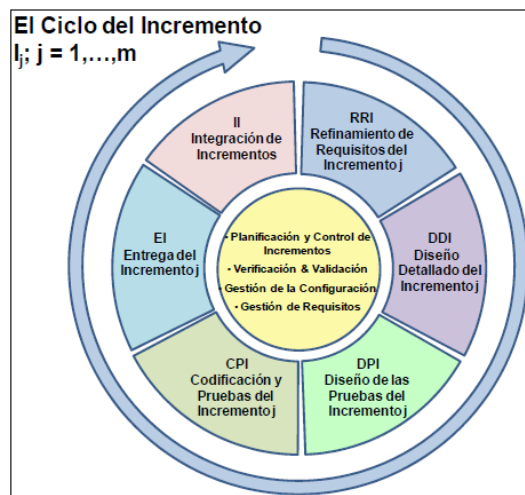 El Ciclo del Incremento
Ij; j = 1,…,m
II
Integración de
Incrementos
RRI
Refinamiento de
Requisitos del
Incremento j
EI
Entrega del
Incremento j
• Planificación y Control de
Incrementos
• Verificación & Validación
• Gestión de la Configuración
• Gestión de Requisitos
DDI
Diseño
Detallado del
Incremento j
CPI
Codificación y
Pruebas del
Incremento j
DPI
Diseño de las
Pruebas del
Incremento j